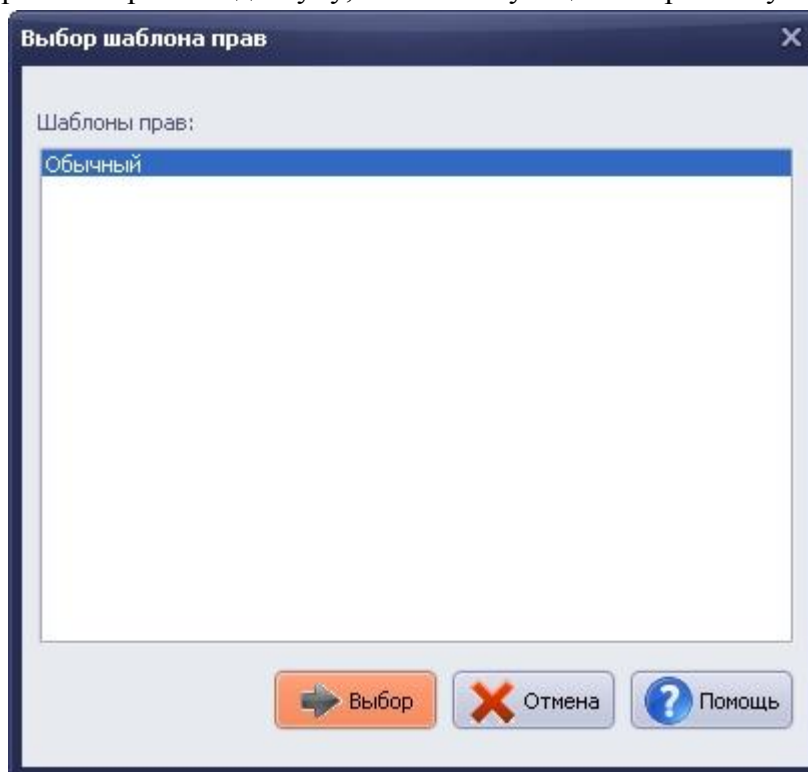 Выбор шаблона прав
Шаблоны прав:
Обычный
Выбор
Отмена
Помощь